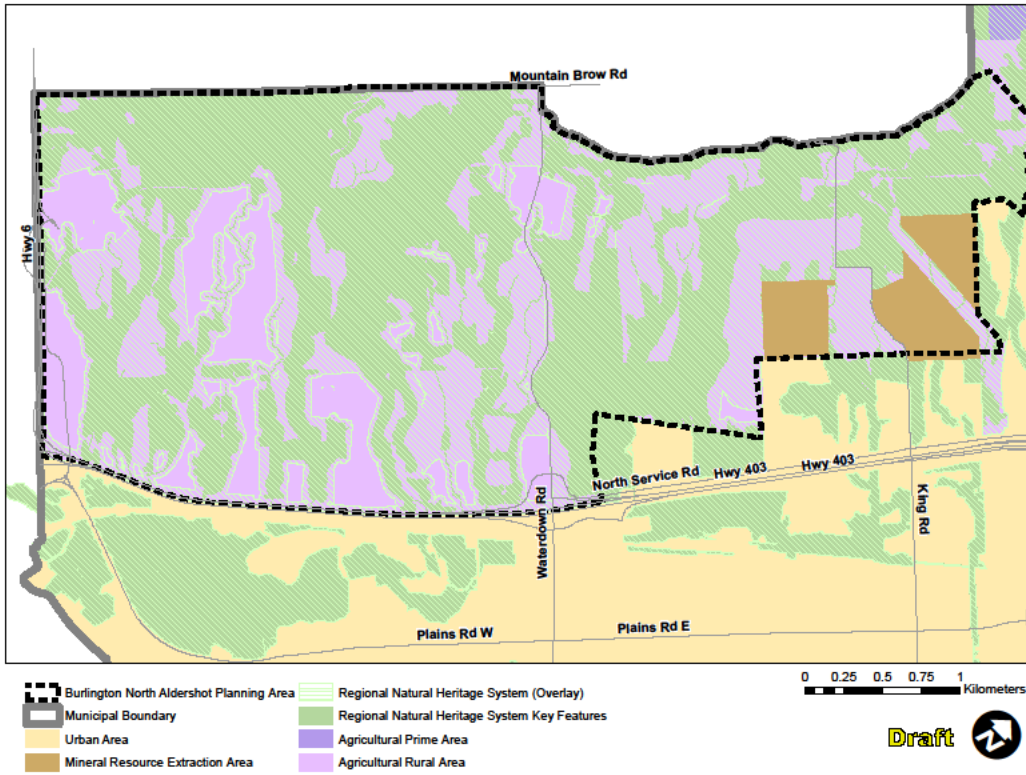 Mountain Brow Rd
Hwy 6
North Service Rd
Hwy 403
Hwy 403
Waterdown Rd
King Rd
Plains Rd W
Plains Rd E
Burlington North Aldershot Planning Area
Municipal Boundary
Urban Area
Mineral Resource Extraction Area
Regional Natural Heritage System (Overlay)
Regional Natural Heritage System Key Features
Agricultural Prime Area
Agricultural Rural Area
0 0.25 0.5 1
Kilometers
Draft
N